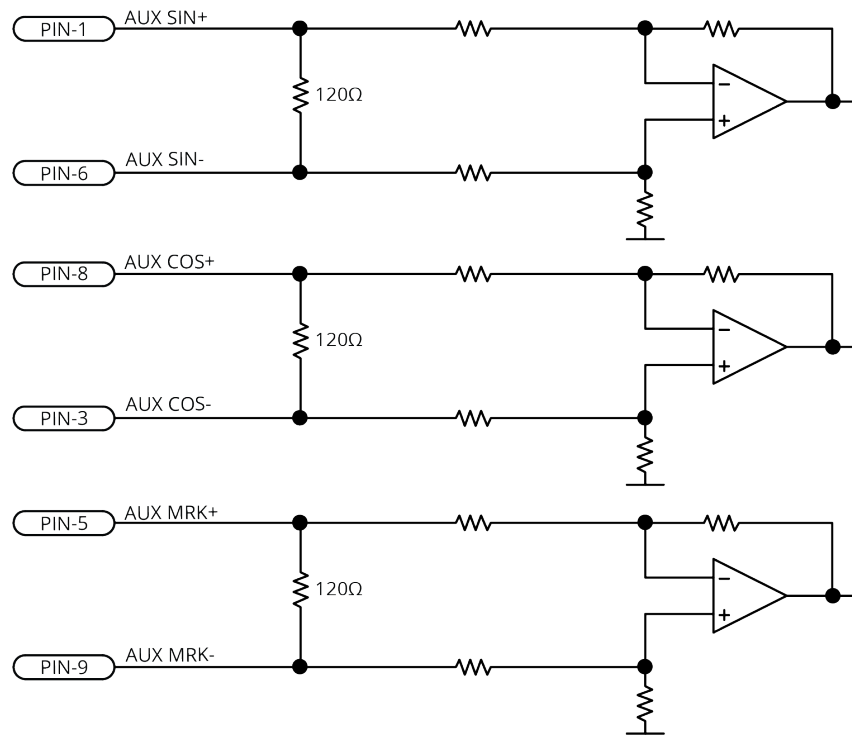 PIN-1 AUX SIN+
120Ω
PIN-6 AUX SIN-
PIN-8 AUX COS+
120Ω
PIN-3 AUX COS-
PIN-5 AUX MRK+
120Ω
PIN-9 AUX MRK-